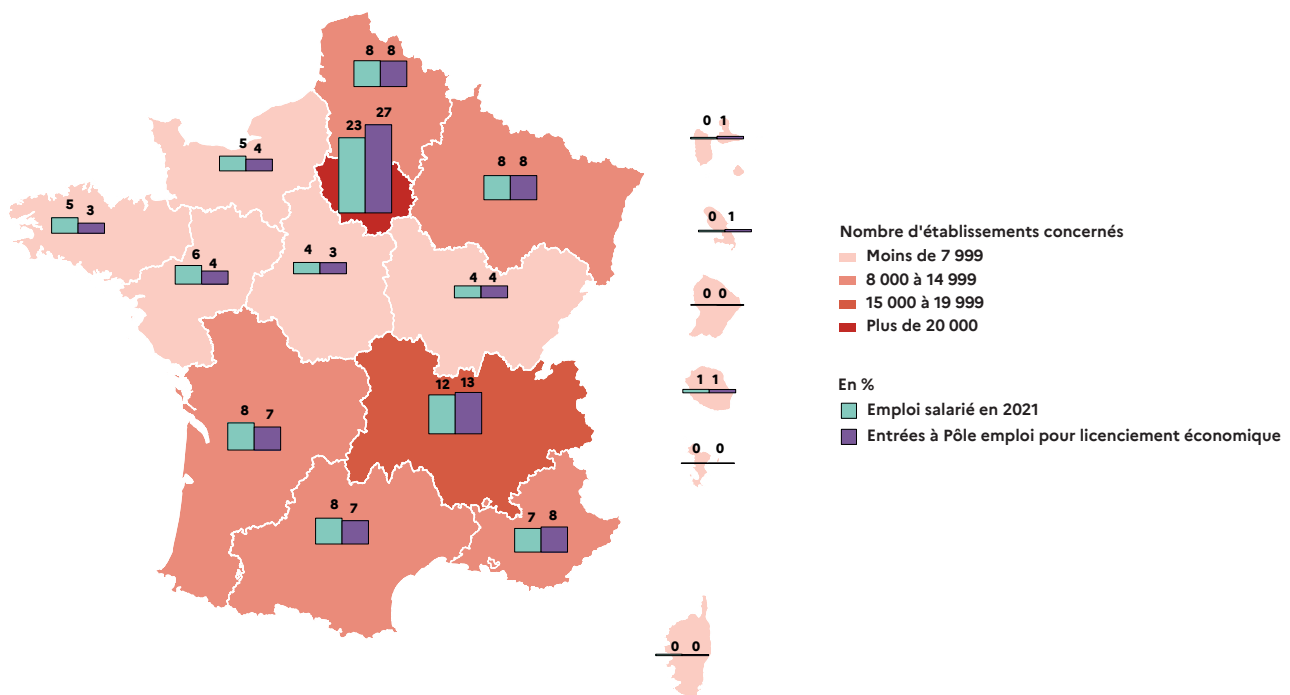 8 8
23 27
5 4
8 8
5 3
6 4
4 3
4 4
12 13
8 7
8 7
7 8
0 1
0 1
0 0
1 1
0 0
0 0
Nombre d'établissements concernés
Moins de 7 999
8 000 à 14 999
15 000 à 19 999
Plus de 20 000
En %
Emploi salarié en 2021
Entrées à Pôle emploi pour licenciement économique